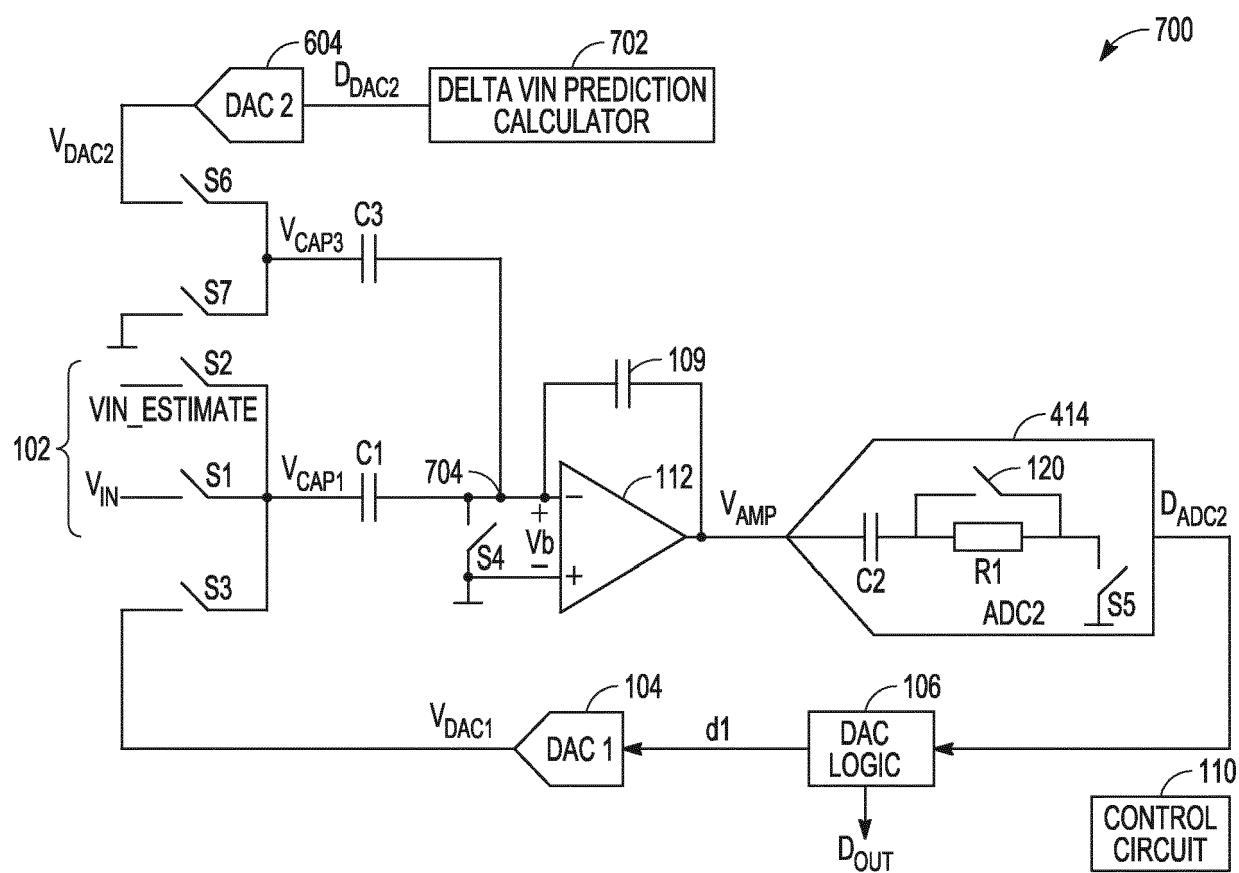 700
604
702
DAC 2
D_DAC2
DELTA VIN PREDICTION
CALCULATOR
V_DAC2
S6
V_CAP3
C3
S7
S2
VIN_ESTIMATE
102
109
414
V_IN
S1
V_CAP1
C1
704
112
120
V_AMP
D_ADC2
−
+
Vb
−
+
S4
C2
R1
S5
ADC2
S3
104
106
V_DAC1
DAC 1
d1
DAC
LOGIC
110
D_OUT
CONTROL
CIRCUIT